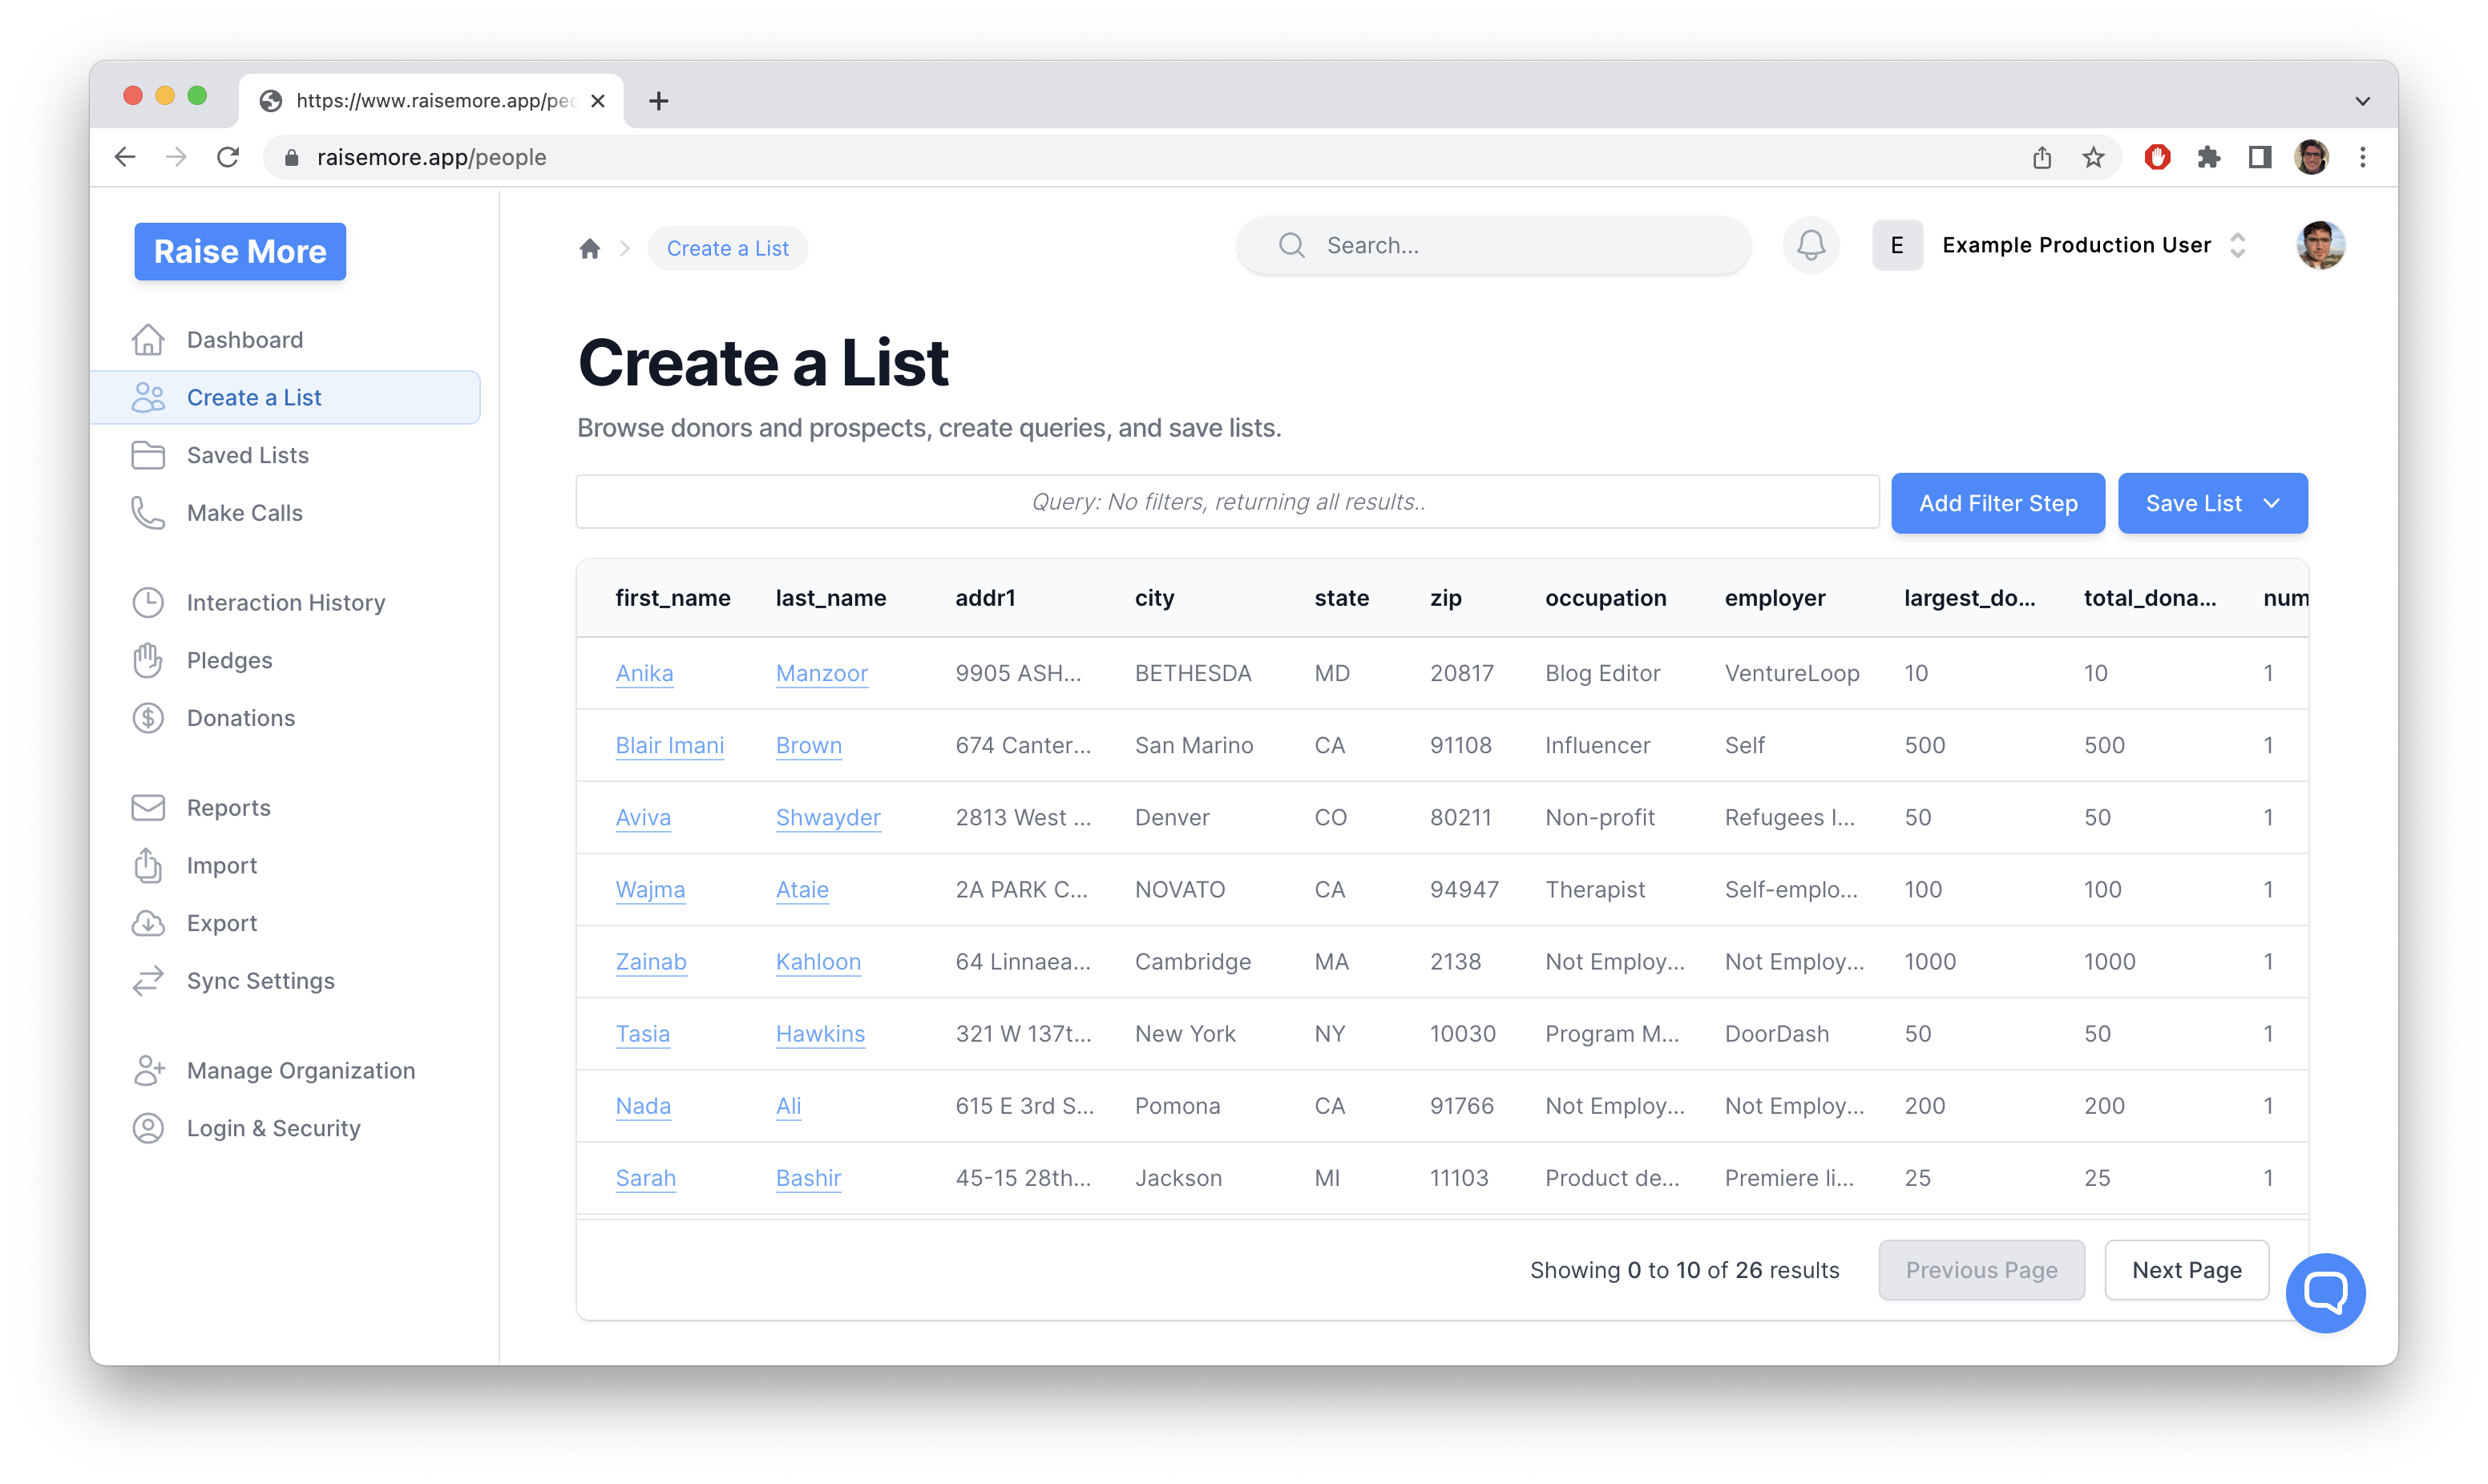 https://www.raisemore.app/peo
raisemore.app/people
Raise More
Create a List
Search...
E
Example Production User
Dashboard
Create a List
Saved Lists
Make Calls
Interaction History
Pledges
Donations
Reports
Import
Export
Sync Settings
Manage Organization
Login & Security
Create a List
Browse donors and prospects, create queries, and save lists.
Query: No filters, returning all results..
Add Filter Step
Save List
first_name last_name addr1 city state zip occupation employer largest_do... total_dona... num
Anika Manzoor 9905 ASH... BETHESDA MD 20817 Blog Editor VentureLoop 10 10 1
Blair Imani Brown 674 Canter... San Marino CA 91108 Influencer Self 500 500 1
Aviva Shwayder 2813 West ... Denver CO 80211 Non-profit Refugees I... 50 50 1
Wajma Ataie 2A PARK C... NOVATO CA 94947 Therapist Self-emplo... 100 100 1
Zainab Kahloon 64 Linnaea... Cambridge MA 2138 Not Employ... Not Employ... 1000 1000 1
Tasia Hawkins 321 W 137t... New York NY 10030 Program M... DoorDash 50 50 1
Nada Ali 615 E 3rd S... Pomona CA 91766 Not Employ... Not Employ... 200 200 1
Sarah Bashir 45-15 28th... Jackson MI 11103 Product de... Premiere li... 25 25 1
Showing 0 to 10 of 26 results
Previous Page
Next Page